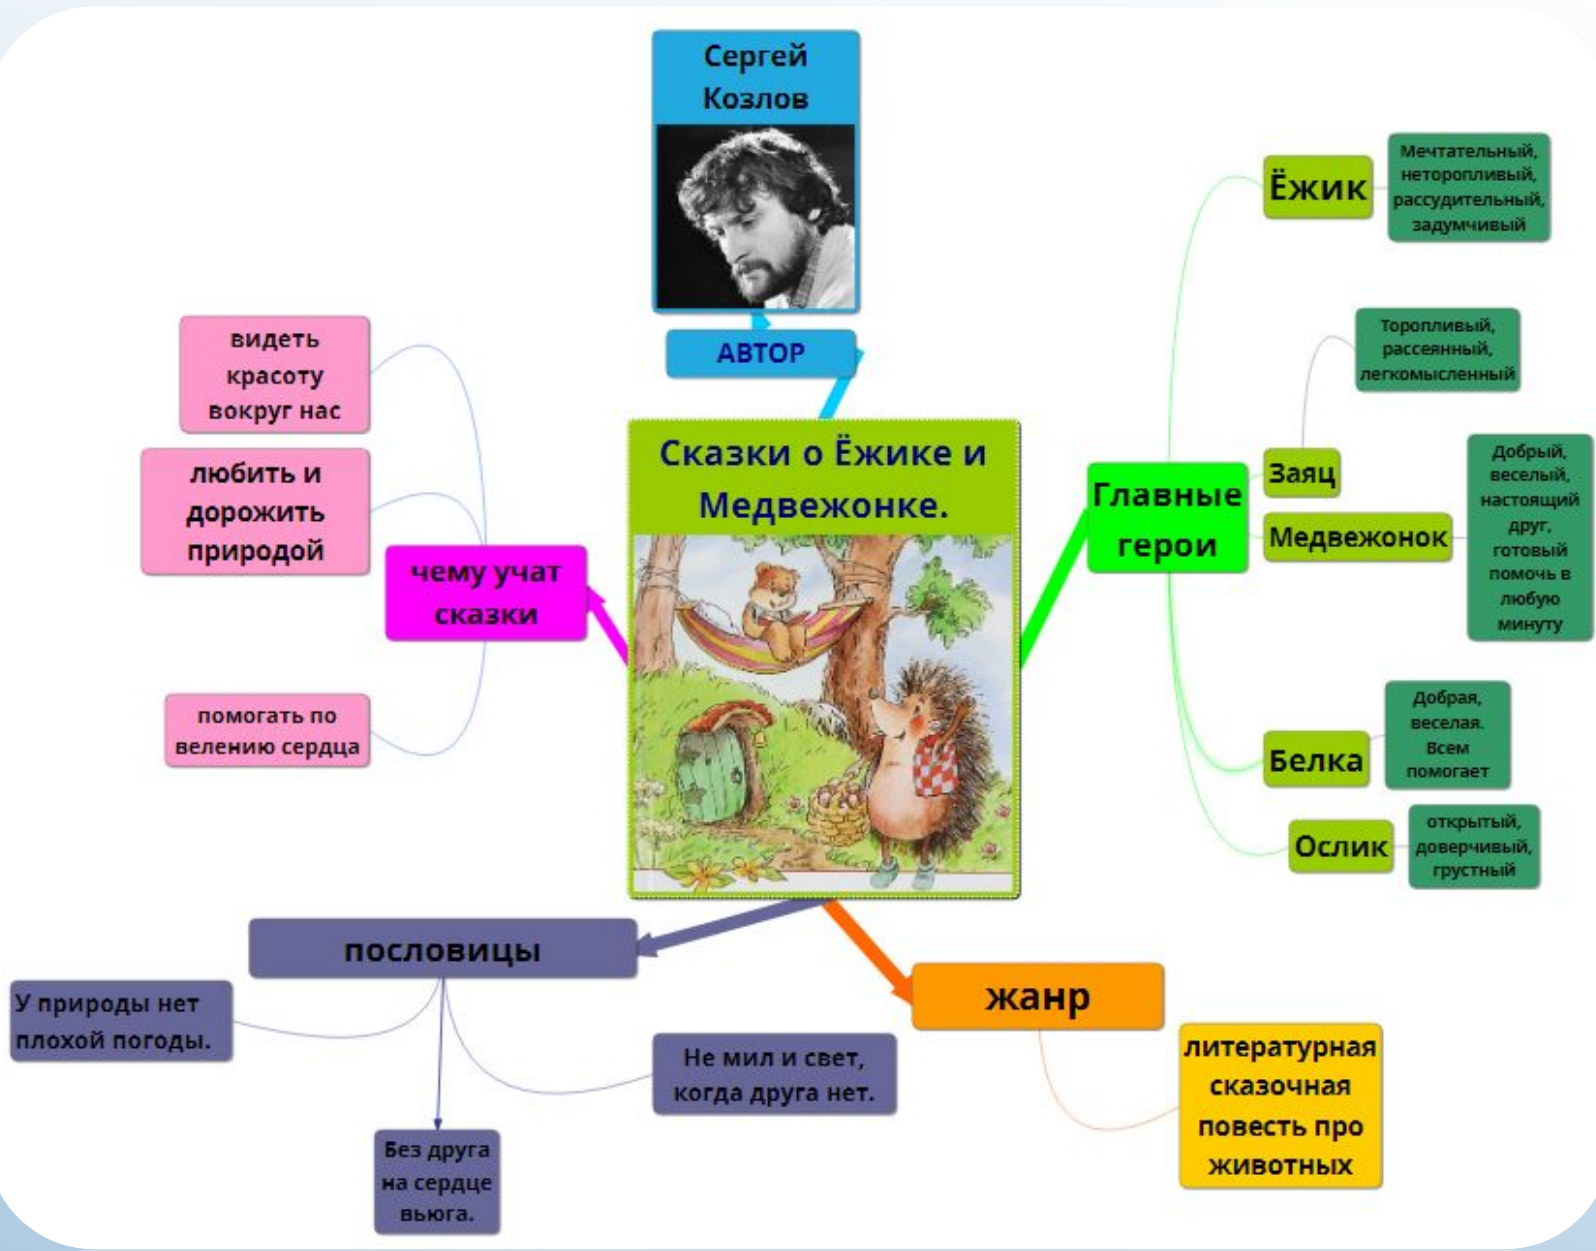 Сергей
Козлов
АВТОР
Сказки о Ёжике и
Медвежонке.
Главные
герои
Ёжик
Мечтательный,
неторопливый,
рассудительный,
задумчивый
Заяц
Торопливый,
рассеянный,
легкомысленный
Медвежонок
Добрый,
веселый,
настоящий
друг,
готовый
помочь в
любую
минуту
Белка
Добрая,
веселая.
Всем
помогает
Ослик
открытый,
доверчивый,
грустный
чему учат
сказки
видеть
красоту
вокруг нас
любить и
дорожить
природой
помогать по
велению сердца
пословицы
У природы нет
плохой погоды.
Без друга
на сердце
вьюга.
Не мил и свет,
когда друга нет.
жанр
литературная
сказочная
повесть про
животных